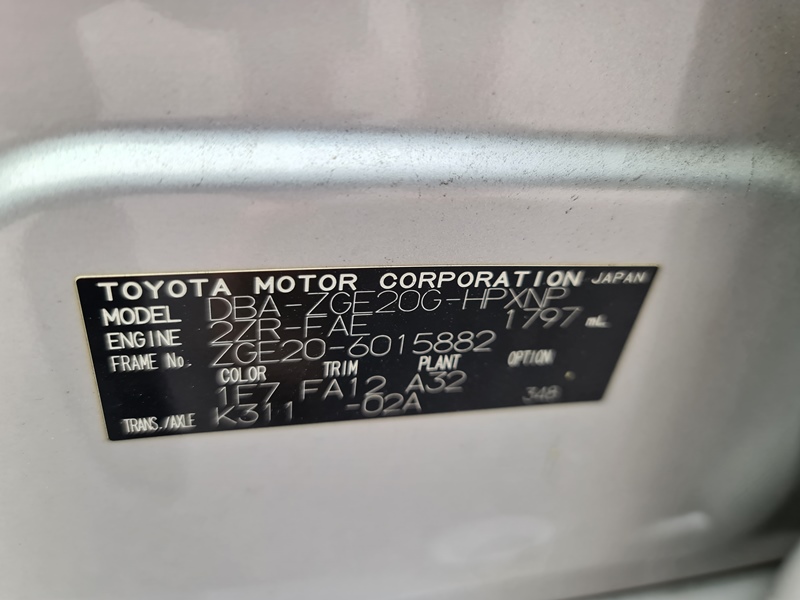 TOYOTA MOTOR CORPORATION JAPAN
MODEL DBA-ZGE20G-HPXNP
ENGINE 2ZR-FAE 1797 mL
FRAME No. ZGE20-6015882
COLOR TRIM PLANT OPTION
1F7 FA12 A32
TRANS./AXLE K311 -02A 348